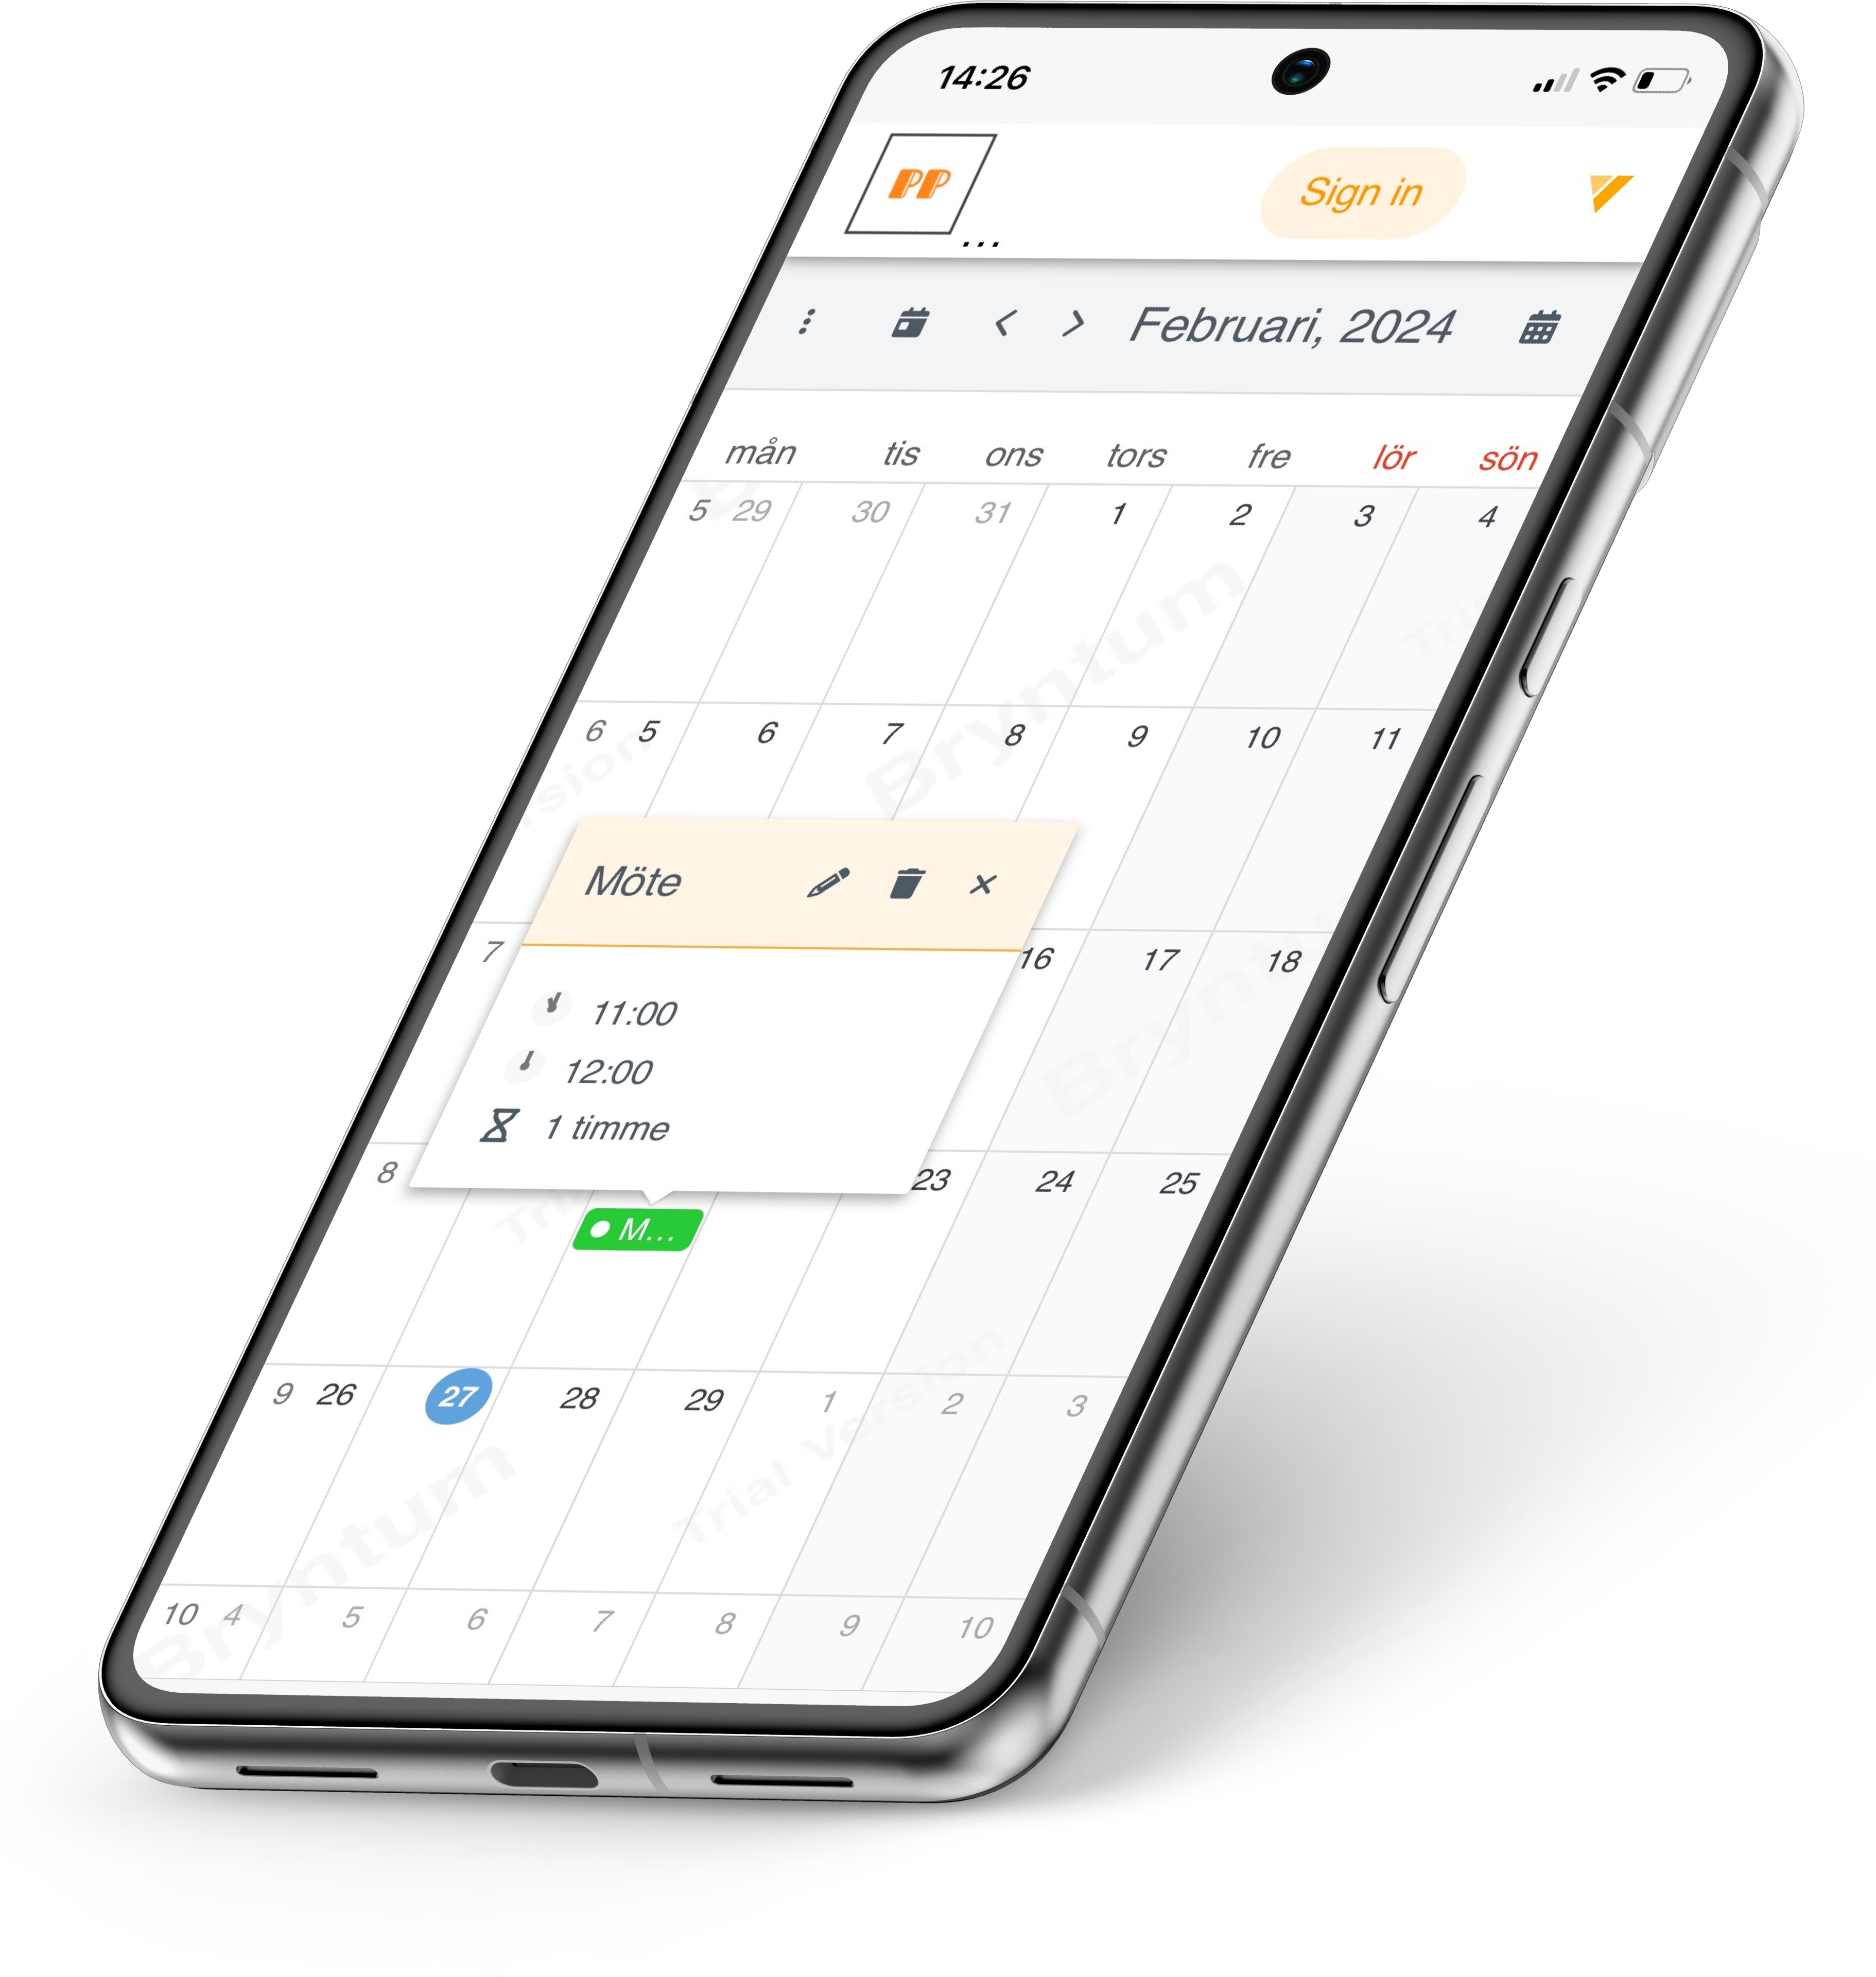 14:26
PP
...
Sign in
Februari, 2024
mån tis ons tors fre lör sön
5 29 30 31 1 2 3 4
6 5 6 7 8 9 10 11
Möte
7 16 17 18
11:00
12:00
1 timme
8 23 24 25
M...
9 26 27 28 29 1 2 3
10 4 5 6 7 8 9 10
Bryntum
Trial Version
Bryntum
Bryntum